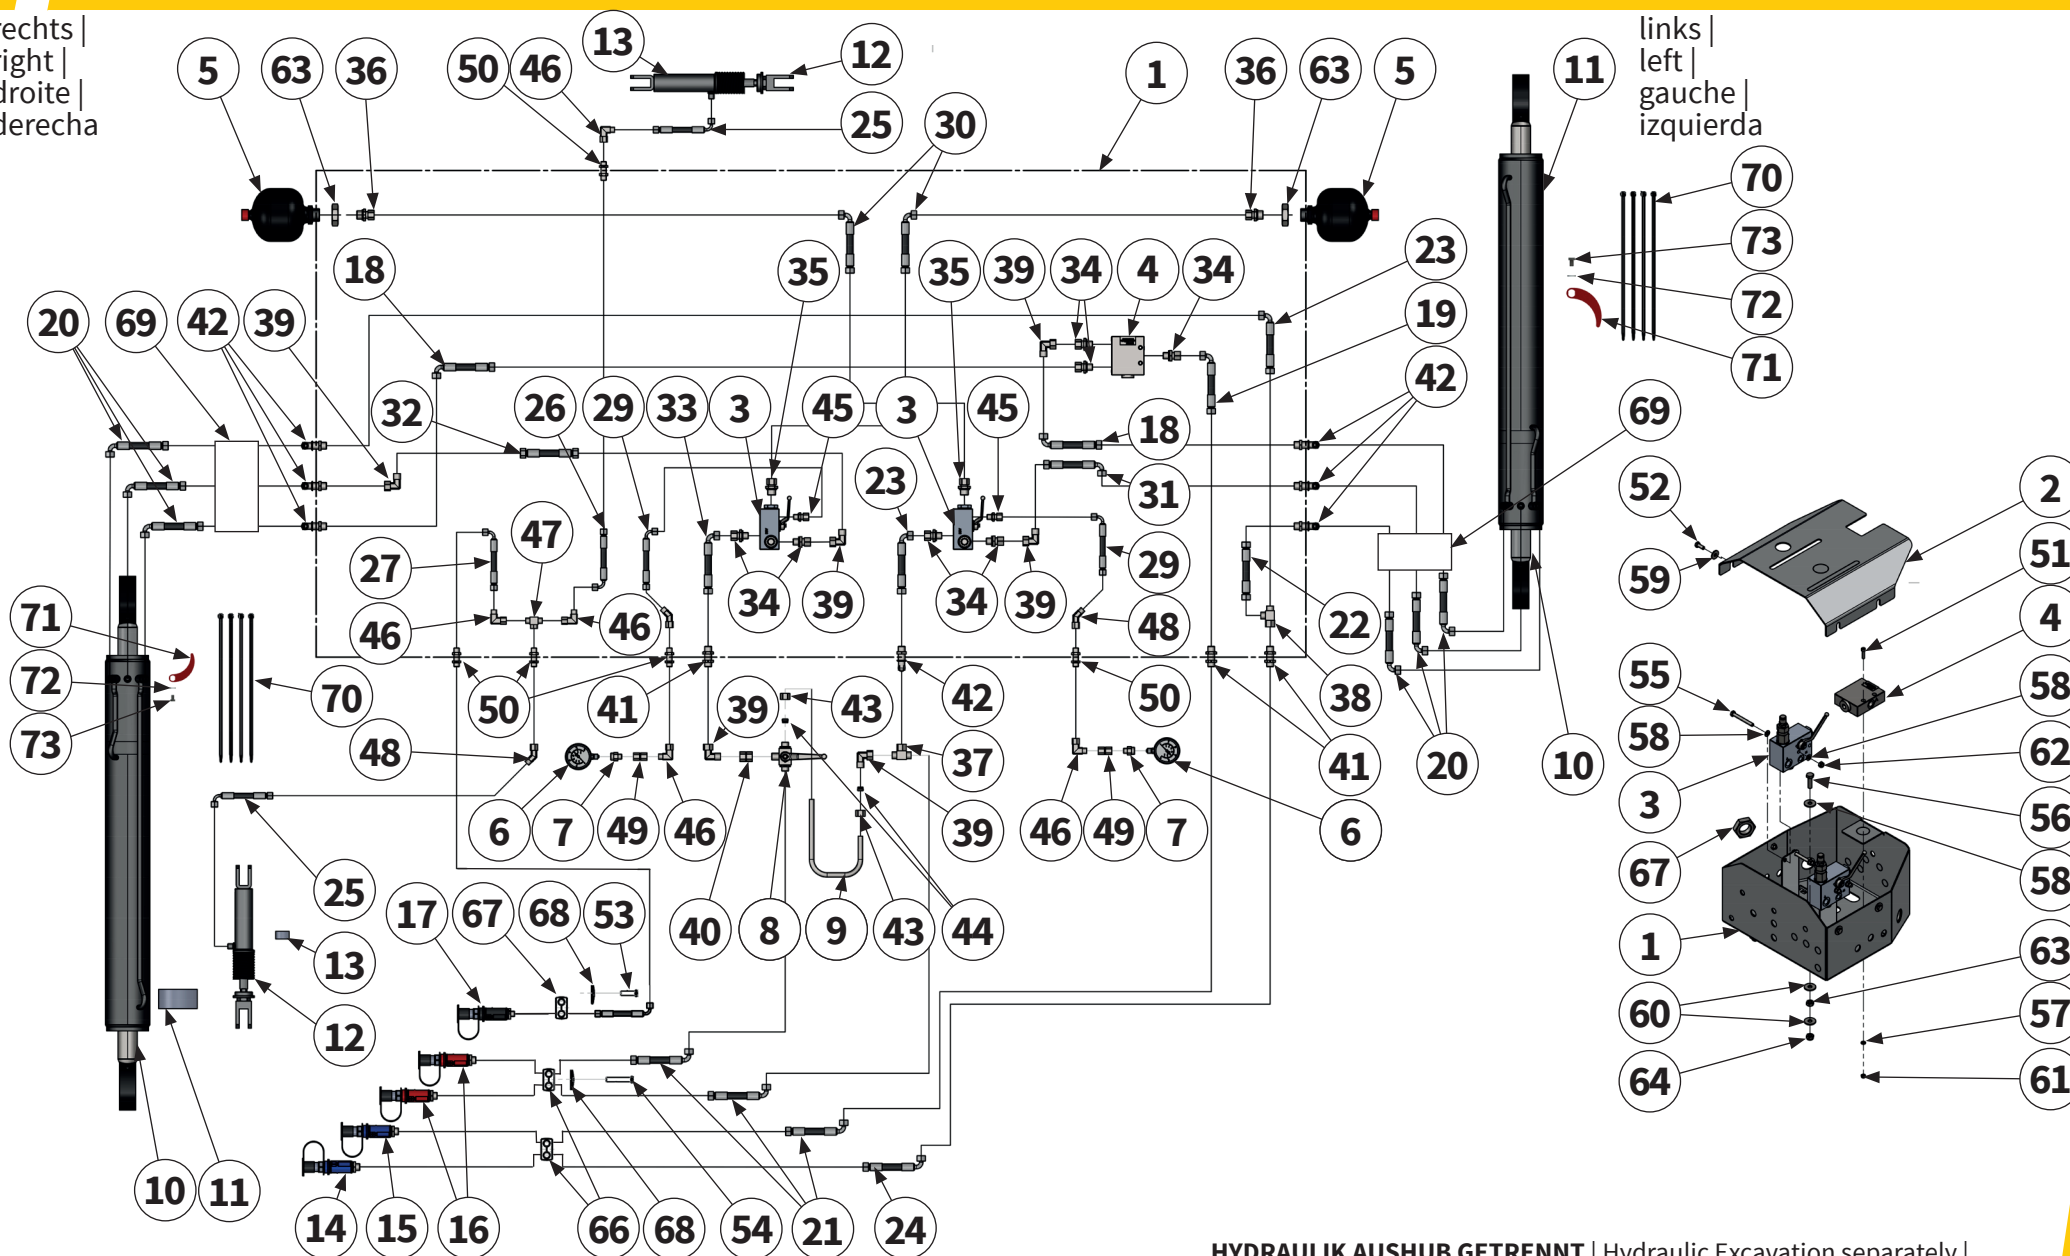 rechts |
right |
droite |
derecha
links |
left |
gauche |
izquierda
5 63 36 50 46 13 12 1 36 63 5 11
25 30 70
73
18 35 35 39 34 4 34 23
72
20 69 42 39 19
71
32 26 29 33 3 45 3 45 18 42 69
23 31 52 2
47 51
27 29 59
34 39 34 39 4
71 46 46 48 22
55 58
72 70 50 41 39 43 42 50 38
73 48 37 41 20 10 58 62
3 56
6 7 49 46 39 46 49 7 6
67
25 17 67 68 53 40 8 9 43 44 58
13 1 63
12 60 57
64 61
10 11
14 15 16 66 68 54 21 24
HYDRAULIK AUSHUB GETRENNT | Hydraulic Excavation separately |